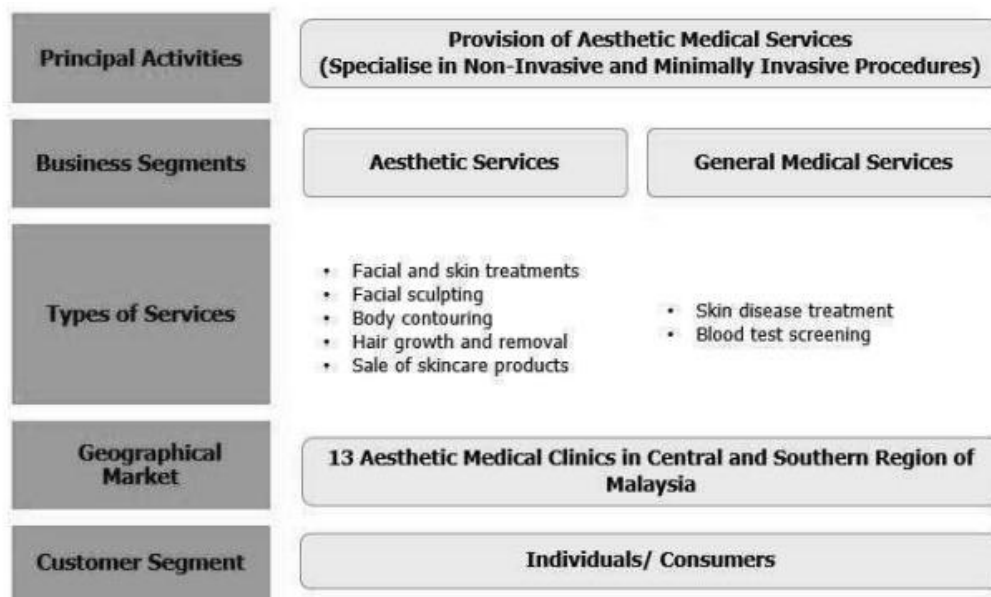 Principal Activities
Provision of Aesthetic Medical Services
(Specialise in Non-Invasive and Minimally Invasive Procedures)
Business Segments
Aesthetic Services
General Medical Services
Types of Services
• Facial and skin treatments
• Facial sculpting
• Body contouring
• Hair growth and removal
• Sale of skincare products
• Skin disease treatment
• Blood test screening
Geographical
Market
13 Aesthetic Medical Clinics in Central and Southern Region of
Malaysia
Customer Segment
Individuals/ Consumers